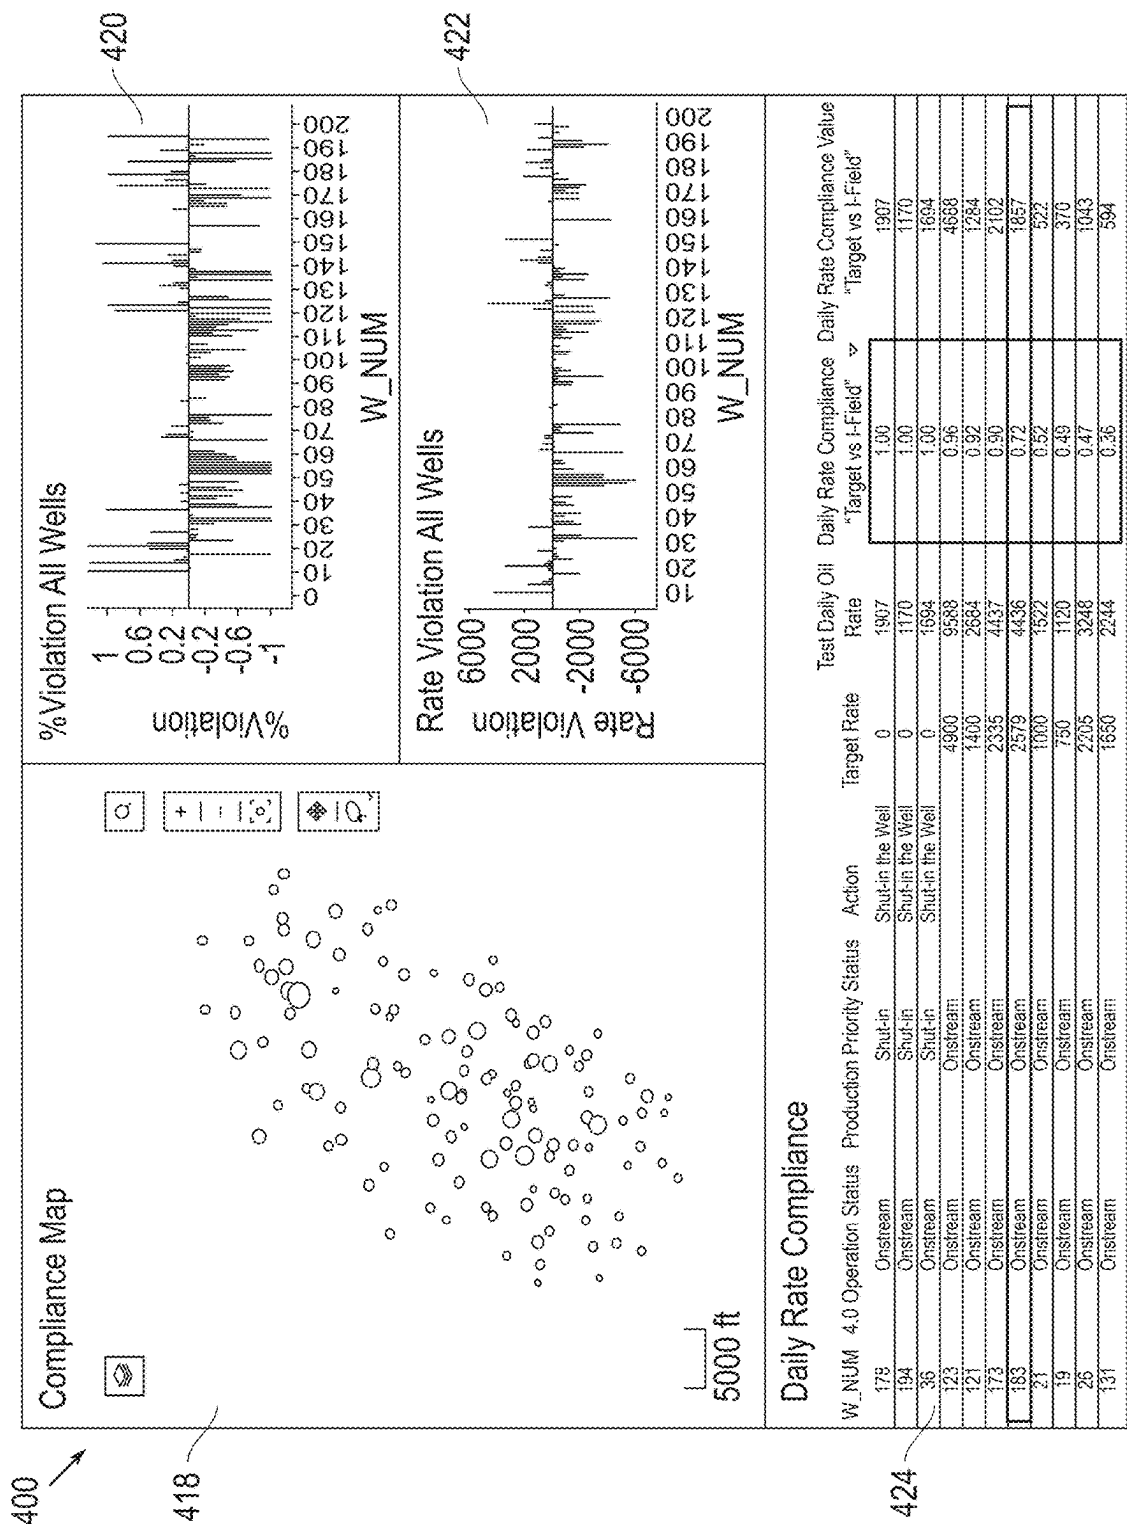 400
418
Compliance Map
5000 ft
%Violation All Wells
420
%Violation
1
0.6
0.2
-0.2
-0.6
-1
0 10 20 30 40 50 60 70 80 90 100 110 120 130 140 150 160 170 180 190 200
W_NUM
Rate Violation All Wells
422
Rate Violation
6000
2000
-2000
-6000
10 20 30 40 50 60 70 80 90 100 110 120 130 140 150 160 170 180 190 200
W_NUM
424
Daily Rate Compliance
W_NUM 4.0 Operation Status Production Priority Status Action Target Rate Test Daily Oil Rate Daily Rate Compliance "Target vs I-Field" Daily Rate Compliance Value "Target vs I-Field"
178 Onstream Shut-in Shut-in the Well 0 1907 1.00 1907
194 Onstream Shut-in Shut-in the Well 0 1170 1.00 1170
36 Onstream Shut-in Shut-in the Well 0 1694 1.00 1694
123 Onstream Onstream 4900 9588 0.96 4688
121 Onstream Onstream 1400 2684 0.92 1284
173 Onstream Onstream 2335 4437 0.90 2102
183 Onstream Onstream 2579 4436 0.72 1857
21 Onstream Onstream 1000 1522 0.52 522
19 Onstream Onstream 750 1120 0.49 370
26 Onstream Onstream 2205 3248 0.47 1043
131 Onstream Onstream 1650 2244 0.36 594